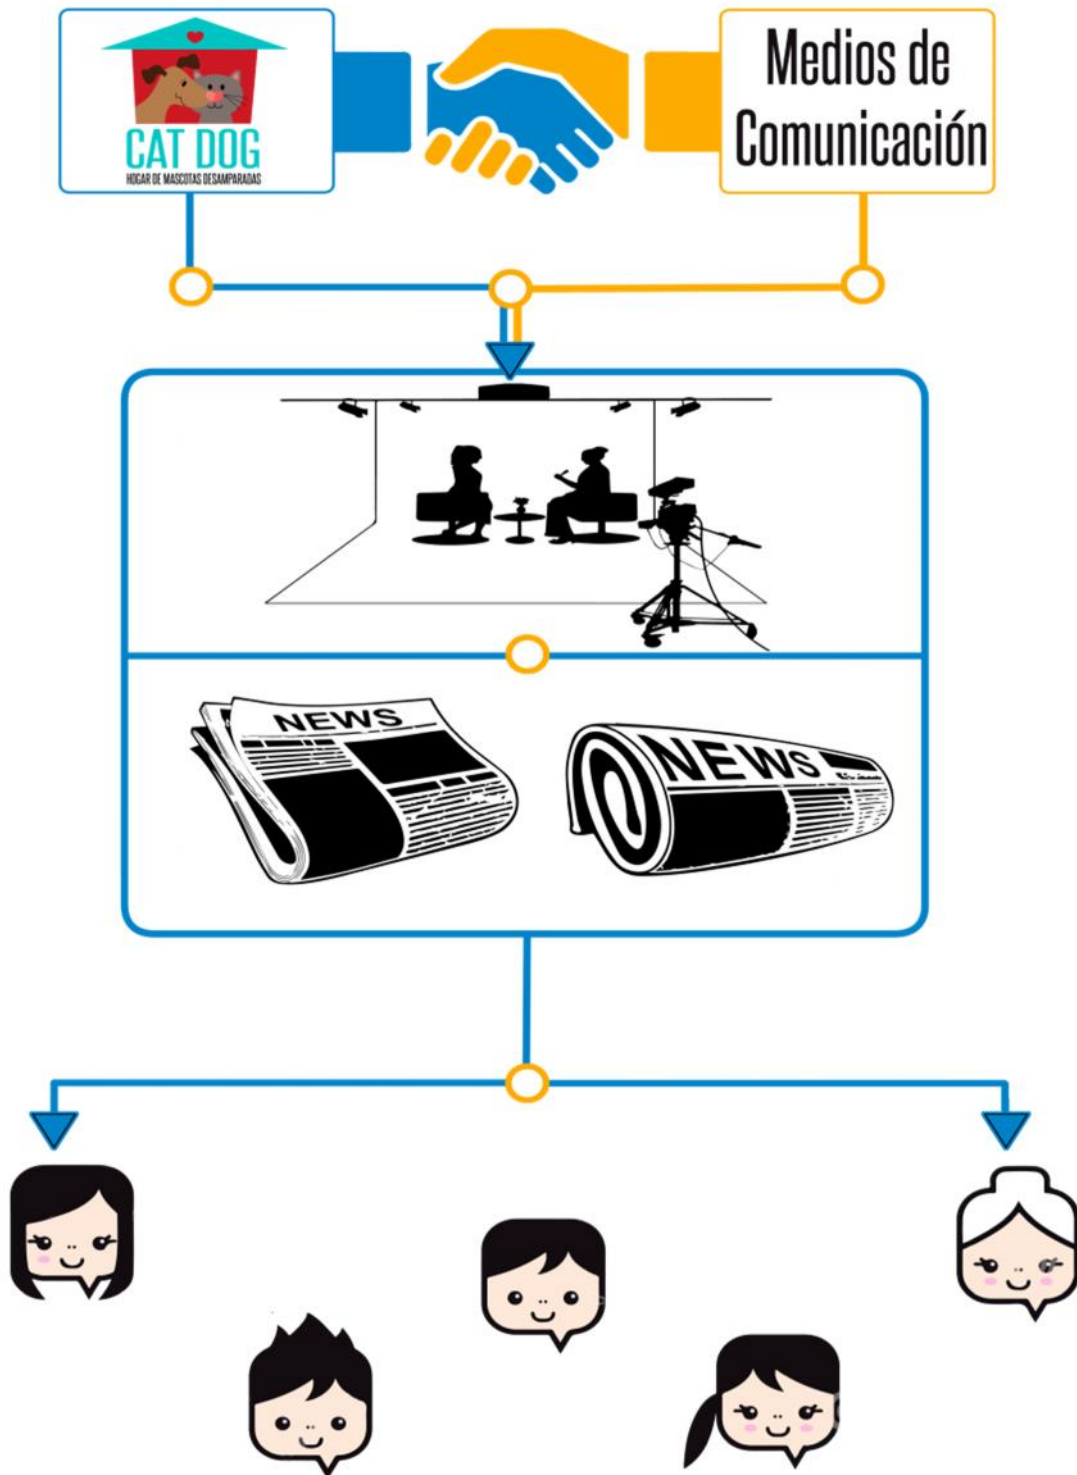 CAT DOG
HOGAR DE MASCOTAS DESAMPARADAS
Medios de
Comunicación
NEWS
NEWS